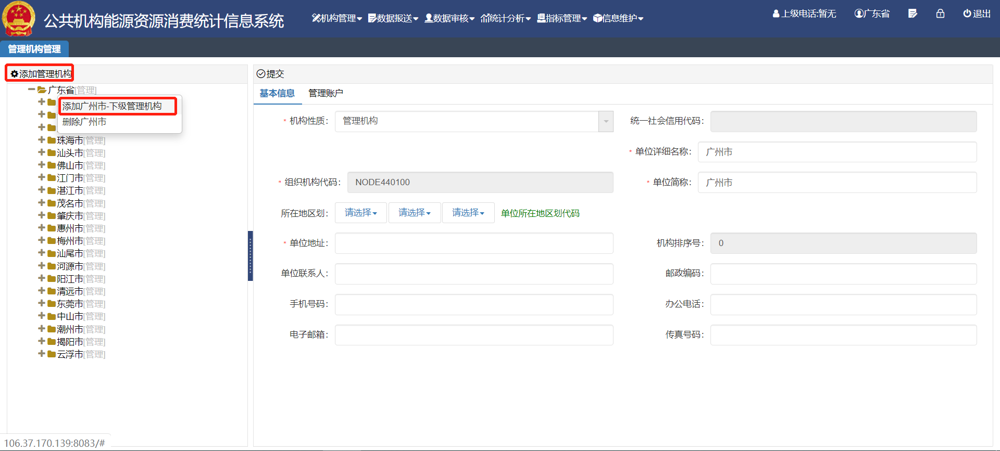 公共机构能源资源消费统计信息系统
机构管理 数据报送 数据审核 统计分析 指标管理 信息维护
上级电话:暂无 广东省 退出
管理机构管理
添加管理机构
广东省[管理]
添加广州市-下级管理机构
删除广州市
珠海市[管理]
汕头市[管理]
佛山市[管理]
江门市[管理]
湛江市[管理]
茂名市[管理]
肇庆市[管理]
惠州市[管理]
梅州市[管理]
汕尾市[管理]
河源市[管理]
阳江市[管理]
清远市[管理]
东莞市[管理]
中山市[管理]
潮州市[管理]
揭阳市[管理]
云浮市[管理]
提交
基本信息 管理账户
* 机构性质： 管理机构 统一社会信用代码：
* 单位详细名称： 广州市
* 组织机构代码： NODE440100 * 单位简称： 广州市
所在地区划： 请选择 请选择 请选择 单位所在地区划代码
* 单位地址： 机构排序号： 0
单位联系人： 邮政编码：
手机号码： 办公电话：
电子邮箱： 传真号码：
106.37.170.139:8083/#